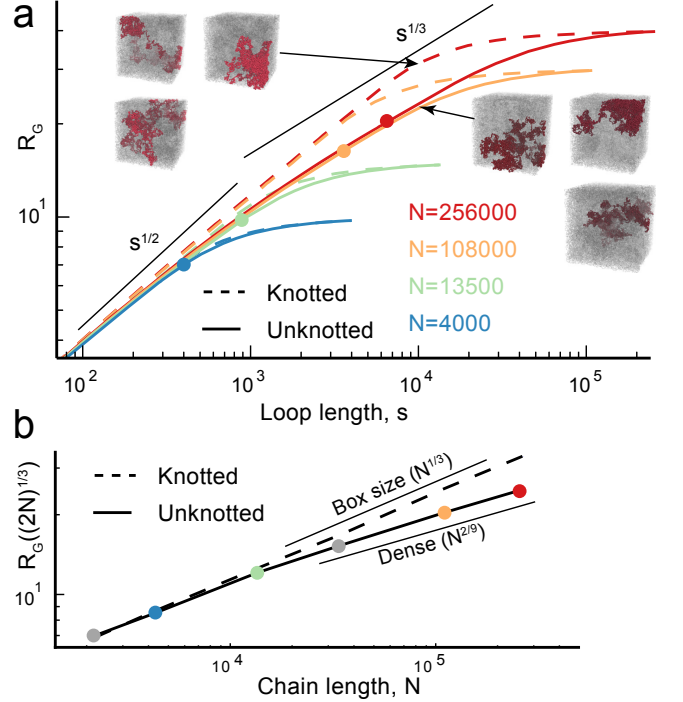 a
R_G
10^1
s^{1/2}
s^{1/3}
N=256000
N=108000
N=13500
N=4000
Knotted
Unknotted
10^2
10^3
10^4
10^5
Loop length, s
b
R_G((2N)^{1/3})
10^1
Knotted
Unknotted
Box size (N^{1/3})
Dense (N^{2/9})
10^4
10^5
Chain length, N